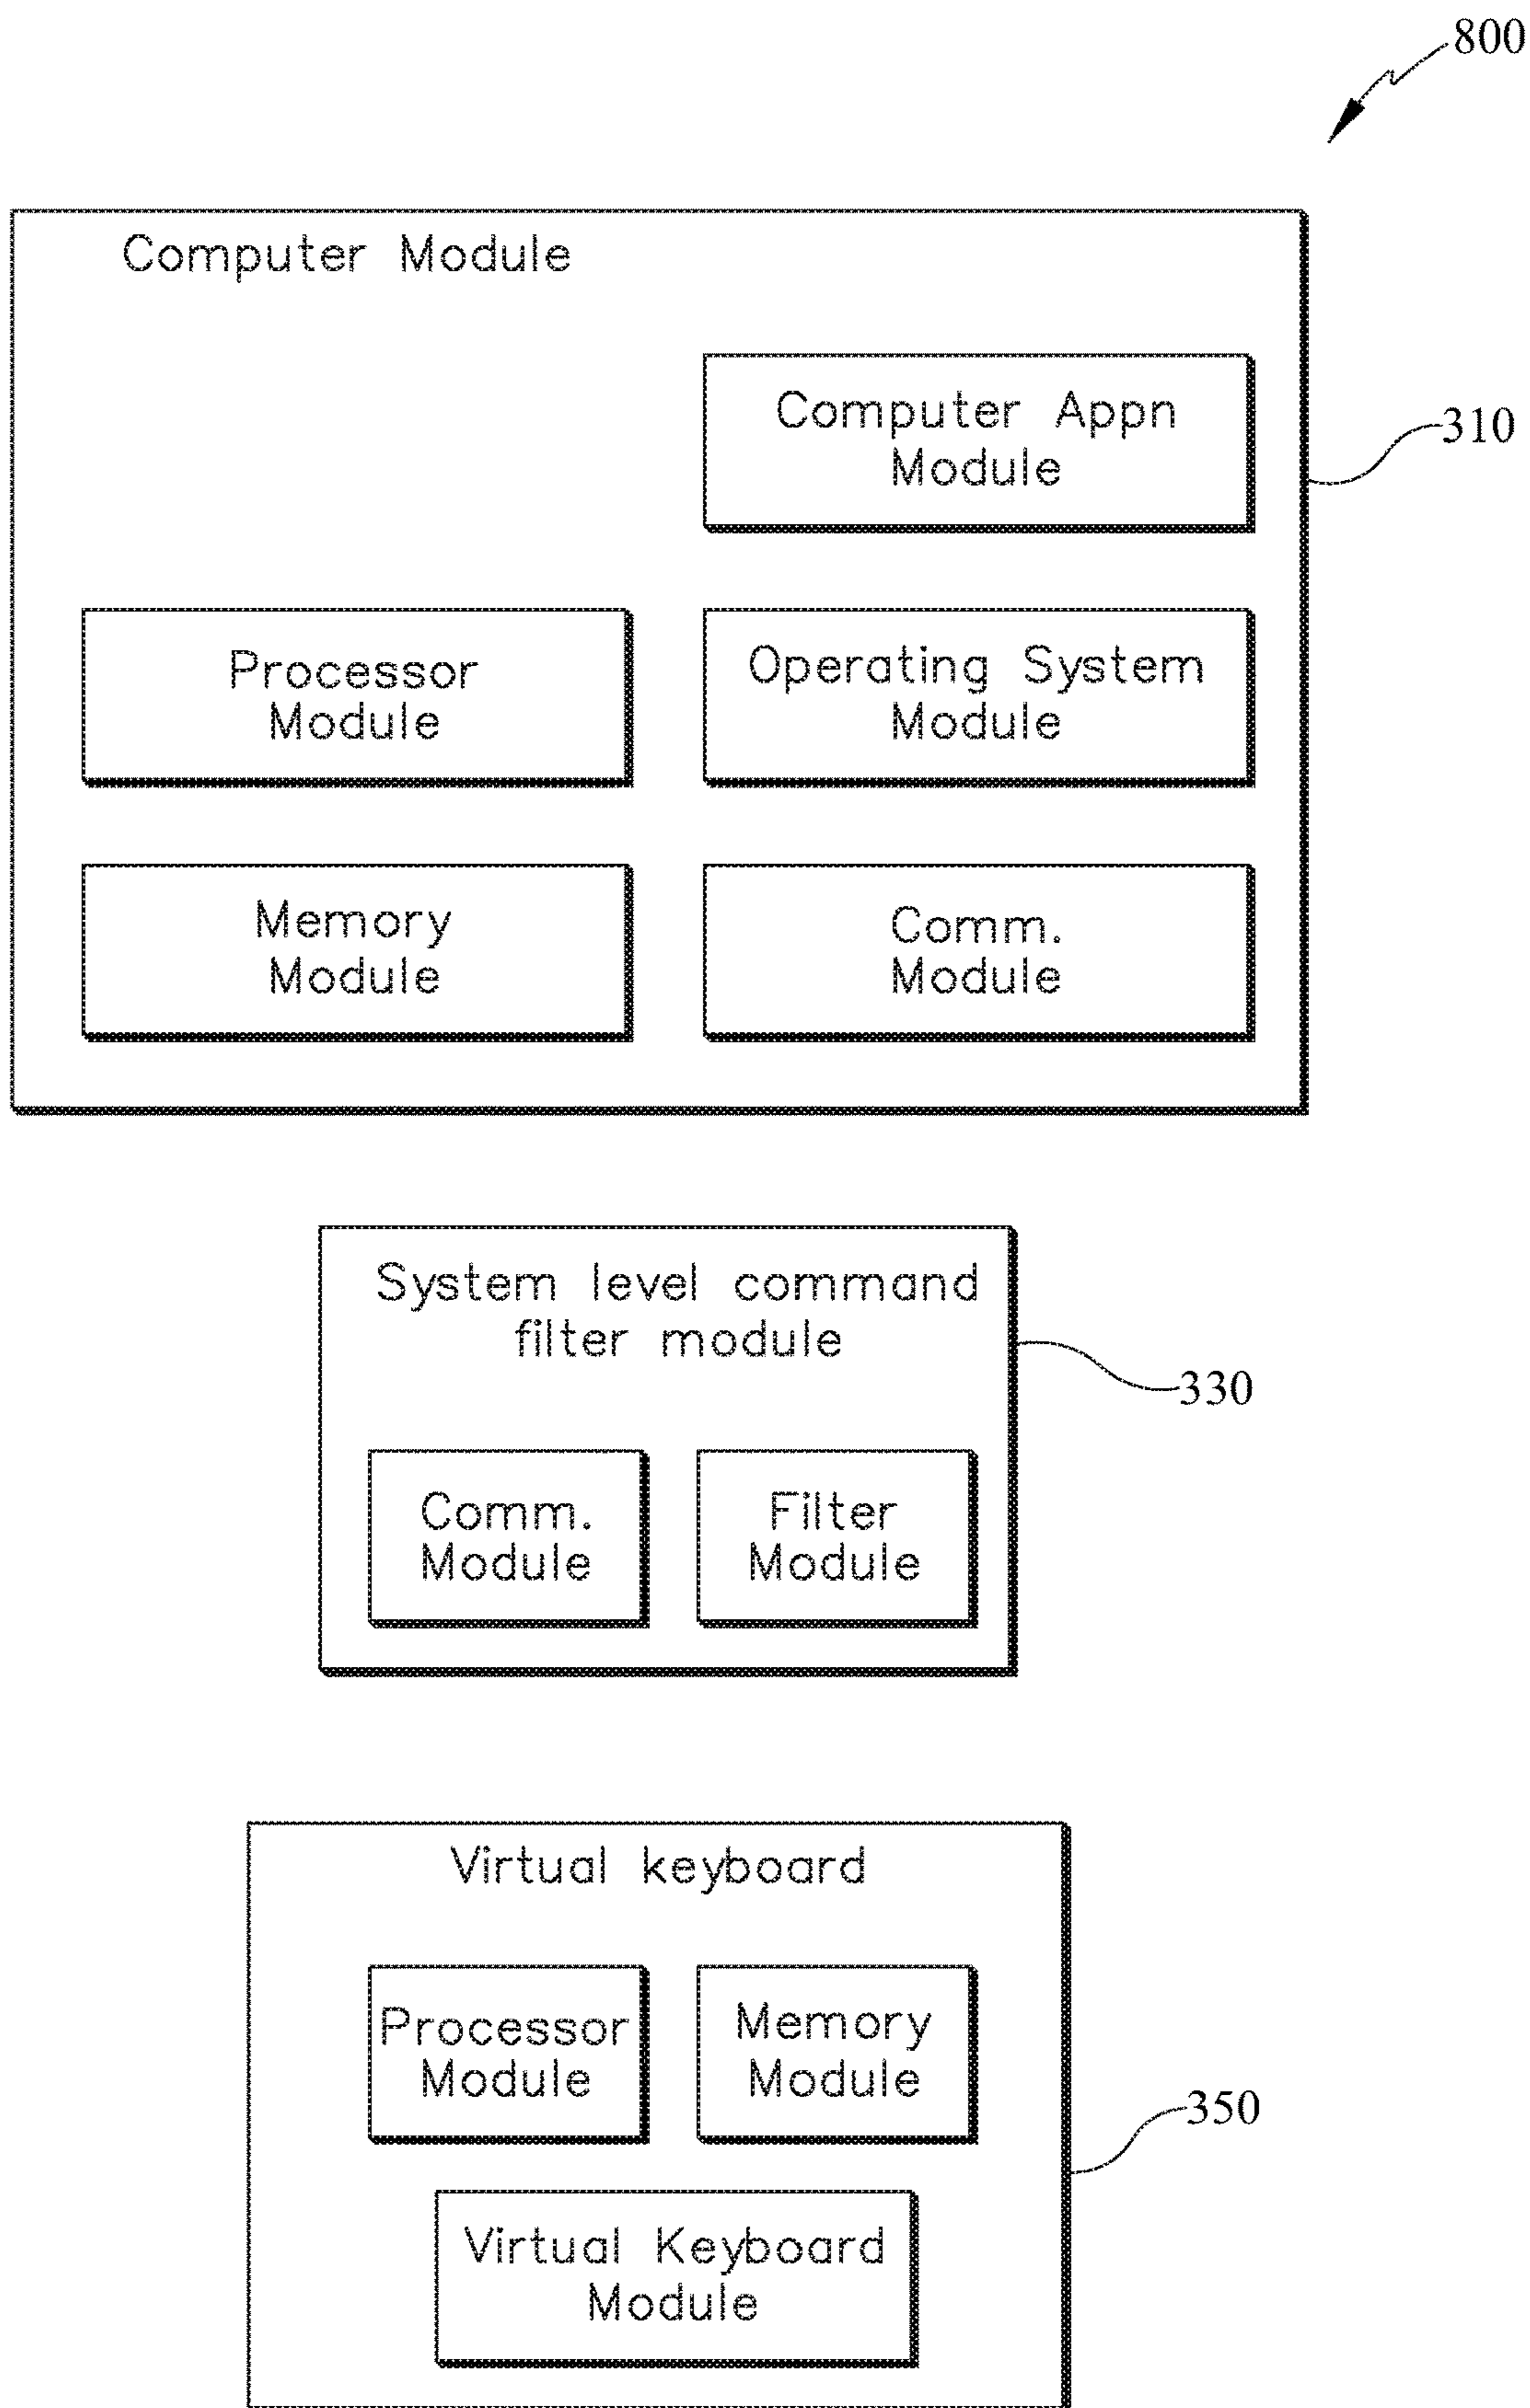 800
Computer Module
Computer Appn
Module
310
Processor
Module
Operating System
Module
Memory
Module
Comm.
Module
System level command
filter module
330
Comm.
Module
Filter
Module
Virtual keyboard
Processor
Module
Memory
Module
350
Virtual Keyboard
Module